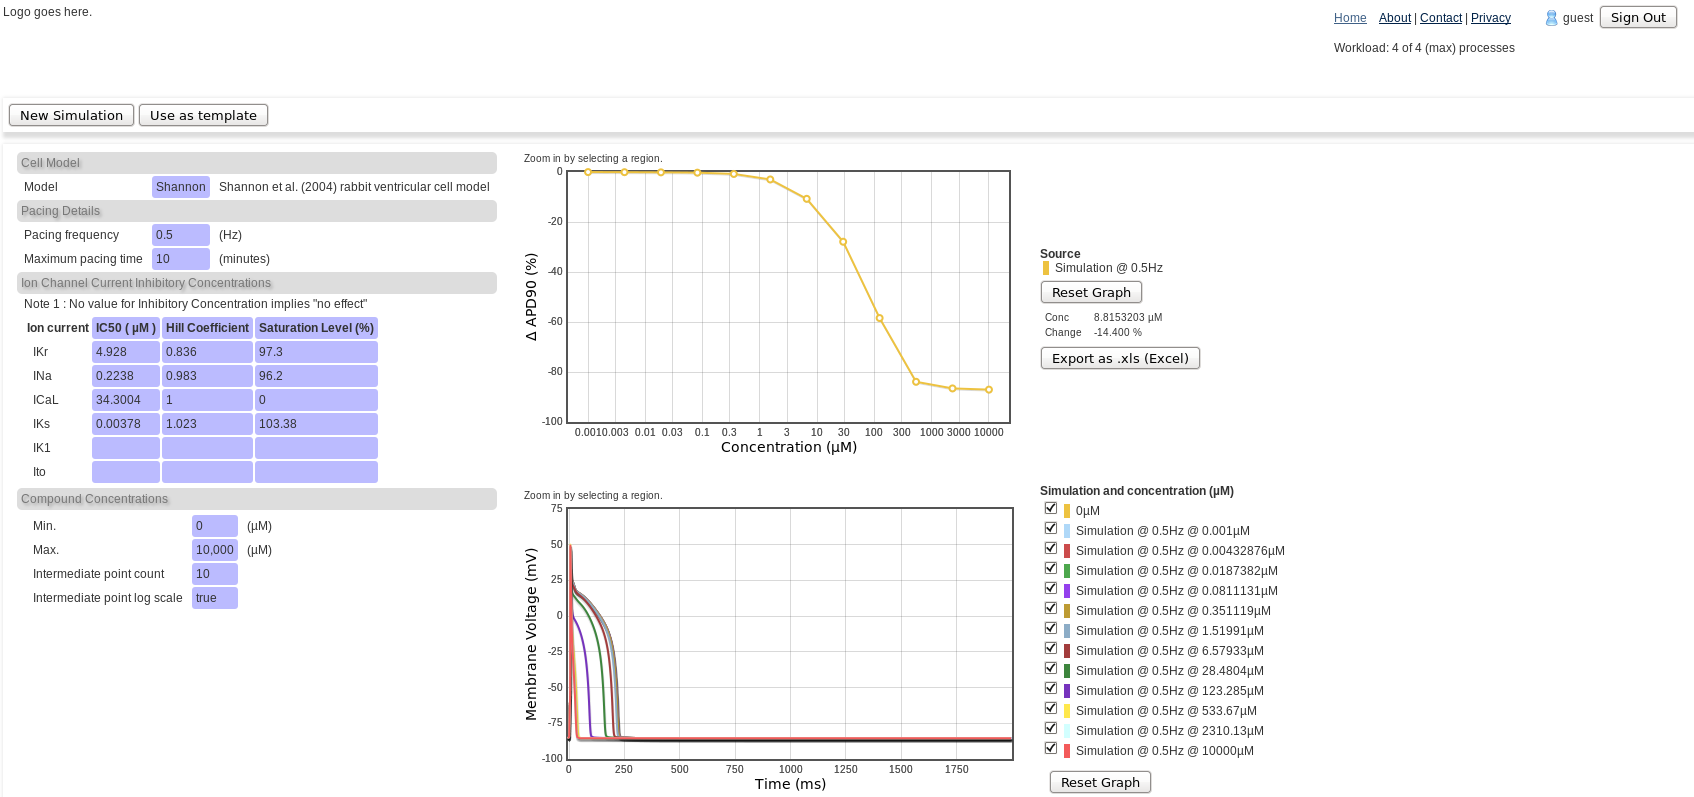 Logo goes here.
Home About | Contact | Privacy guest Sign Out
Workload: 4 of 4 (max) processes
New Simulation Use as template
Cell Model
Model Shannon Shannon et al. (2004) rabbit ventricular cell model
Pacing Details
Pacing frequency 0.5 (Hz)
Maximum pacing time 10 (minutes)
Ion Channel Current Inhibitory Concentrations
Note 1 : No value for Inhibitory Concentration implies "no effect"
Ion current IC50 ( µM ) Hill Coefficient Saturation Level (%)
IKr 4.928 0.836 97.3
INa 0.2238 0.983 96.2
ICaL 34.3004 1 0
IKs 0.00378 1.023 103.38
IK1
Ito
Compound Concentrations
Min. 0 (µM)
Max. 10,000 (µM)
Intermediate point count 10
Intermediate point log scale true
Zoom in by selecting a region.
0
-20
-40
-60
-80
-100
Δ APD90 (%)
0.001 0.003 0.01 0.03 0.1 0.3 1 3 10 30 100 300 1000 3000 10000
Concentration (µM)
Source
Simulation @ 0.5Hz
Reset Graph
Conc 8.8153203 µM
Change -14.400 %
Export as .xls (Excel)
Zoom in by selecting a region.
75
50
25
0
-25
-50
-75
-100
Membrane Voltage (mV)
0 250 500 750 1000 1250 1500 1750
Time (ms)
Simulation and concentration (µM)
0µM
Simulation @ 0.5Hz @ 0.001µM
Simulation @ 0.5Hz @ 0.00432876µM
Simulation @ 0.5Hz @ 0.0187382µM
Simulation @ 0.5Hz @ 0.0811131µM
Simulation @ 0.5Hz @ 0.351119µM
Simulation @ 0.5Hz @ 1.51991µM
Simulation @ 0.5Hz @ 6.57933µM
Simulation @ 0.5Hz @ 28.4804µM
Simulation @ 0.5Hz @ 123.285µM
Simulation @ 0.5Hz @ 533.67µM
Simulation @ 0.5Hz @ 2310.13µM
Simulation @ 0.5Hz @ 10000µM
Reset Graph